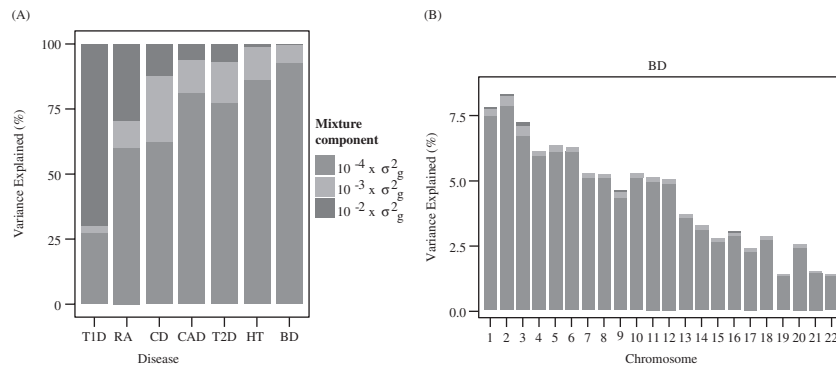 (A)
100
75
50
25
0
Variance Explained (%)
T1D RA CD CAD T2D HT BD
Disease
Mixture
component
10 -4 x σ2g
10 -3 x σ2g
10 -2 x σ2g
(B)
BD
7.5
5.0
2.5
0.0
Variance Explained (%)
1 2 3 4 5 6 7 8 9 10 11 12 13 14 15 16 17 18 19 20 21 22
Chromosome